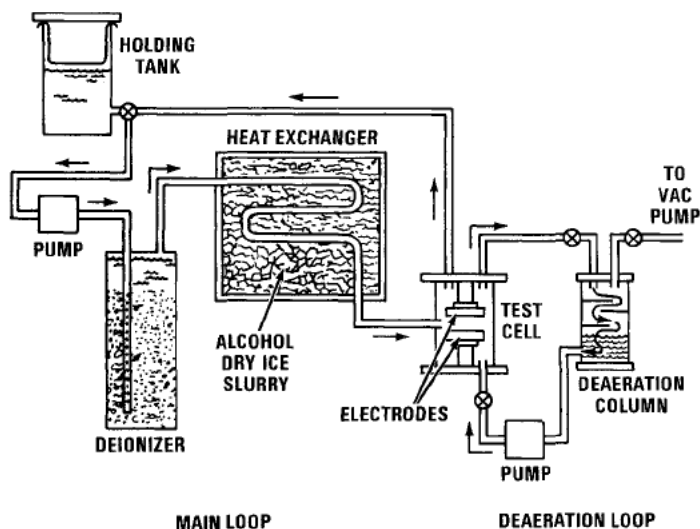 HOLDING
TANK
HEAT EXCHANGER
TO
VAC
PUMP
PUMP
TEST
CELL
ALCOHOL
DRY ICE
SLURRY
ELECTRODES
DEAERATION
COLUMN
DEIONIZER
PUMP
MAIN LOOP
DEAERATION LOOP